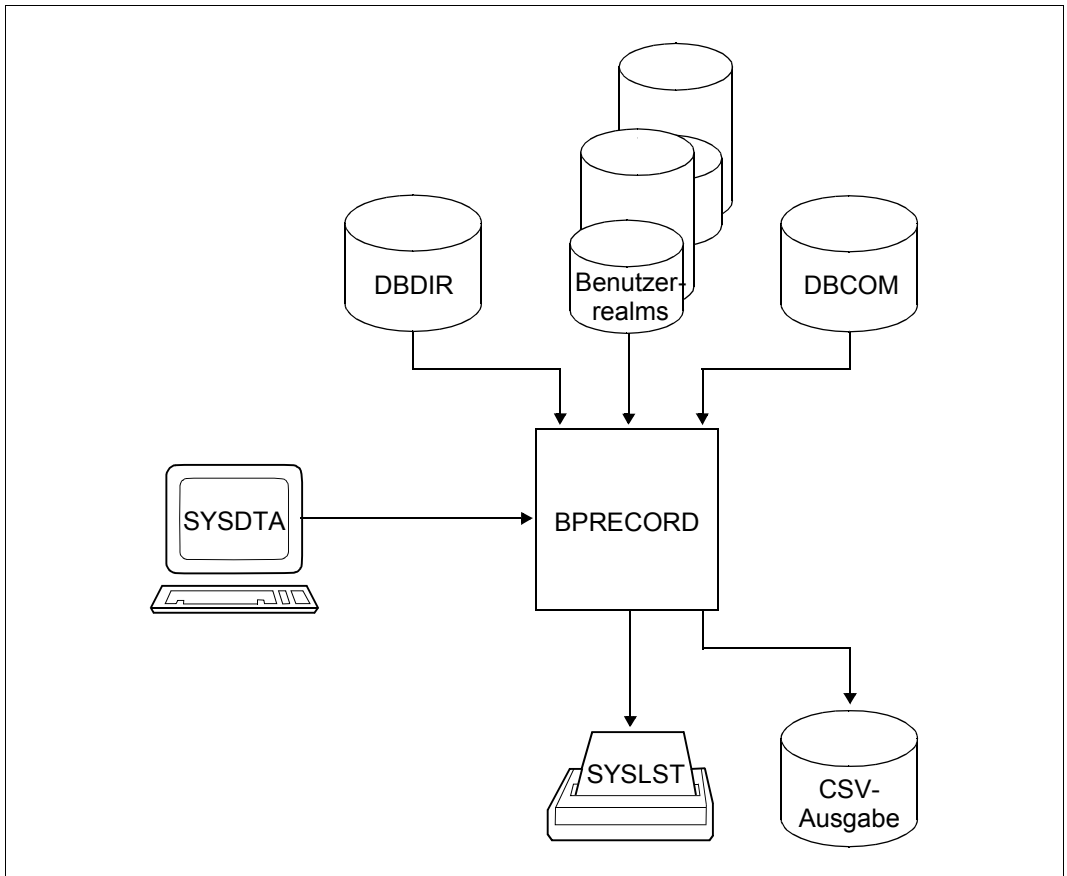 DBDIR
Benutzer-
realms
DBCOM
SYSDTA
BPRECORD
SYSLST
CSV-
Ausgabe